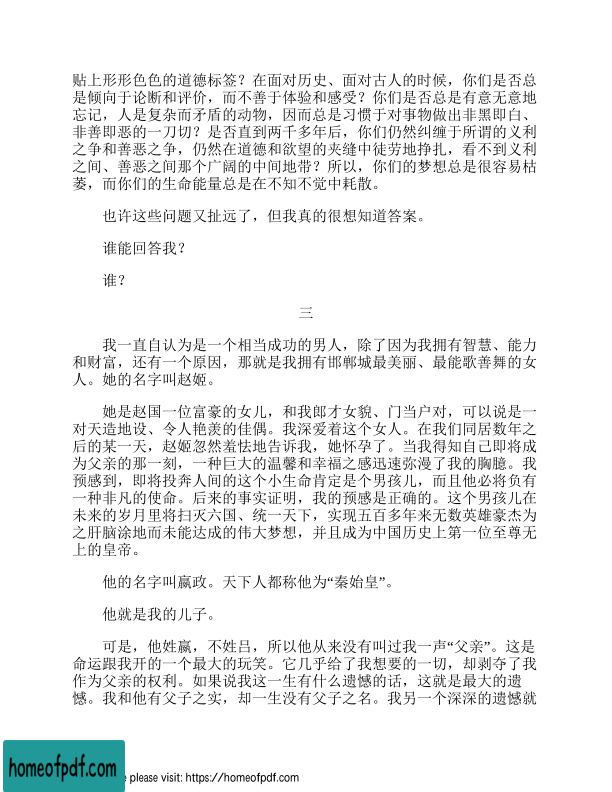 贴上形形色色的道德标签？在面对历史、面对古人的时候，你们是否总
是倾向于论断和评价，而不善于体验和感受？你们是否总是有意无意地
忘记，人是复杂而矛盾的动物，因而总是习惯于对事物做出非黑即白、
非善即恶的一刀切？是否直到两千多年后，你们仍然纠缠于所谓的义利
之争和善恶之争，仍然在道德和欲望的夹缝中徒劳地挣扎，看不到义利
之间、善恶之间那个广阔的中间地带？所以，你们的梦想总是很容易枯
萎，而你们的生命能量总是在不知不觉中耗散。
也许这些问题又扯远了，但我真的很想知道答案。
谁能回答我？
谁？
三
我一直自认为是一个相当成功的男人，除了因为我拥有智慧、能力
和财富，还有一个原因，那就是我拥有邯郸城最美丽、最能歌善舞的女
人。她的名字叫赵姬。
她是赵国一位富豪的女儿，和我郎才女貌、门当户对，可以说是一
对天造地设、令人艳羡的佳偶。我深爱着这个女人。在我们同居数年之
后的某一天，赵姬忽然羞怯地告诉我，她怀孕了。当我得知自己即将成
为父亲的那一刻，一种巨大的温馨和幸福之感迅速弥漫了我的胸臆。我
预感到，即将投奔人间的这个小生命肯定是个男孩儿，而且他必将负有
一种非凡的使命。后来的事实证明，我的预感是正确的。这个男孩儿在
未来的岁月里将扫灭六国、统一天下，实现五百多年来无数英雄豪杰为
之肝脑涂地而未能达成的伟大梦想，并且成为中国历史上第一位至尊无
上的皇帝。
他的名字叫嬴政。天下人都称他为“秦始皇”。
他就是我的儿子。
可是，他姓嬴，不姓吕，所以他从来没有叫过我一声“父亲”。这是
命运跟我开的一个最大的玩笑。它几乎给了我想要的一切，却剥夺了我
作为父亲的权利。如果说我这一生有什么遗憾的话，这就是最大的遗
憾。我和他有父子之实，却一生没有父子之名。我另一个深深的遗憾就
homeofpdf.com
e please visit: https://homeofpdf.com